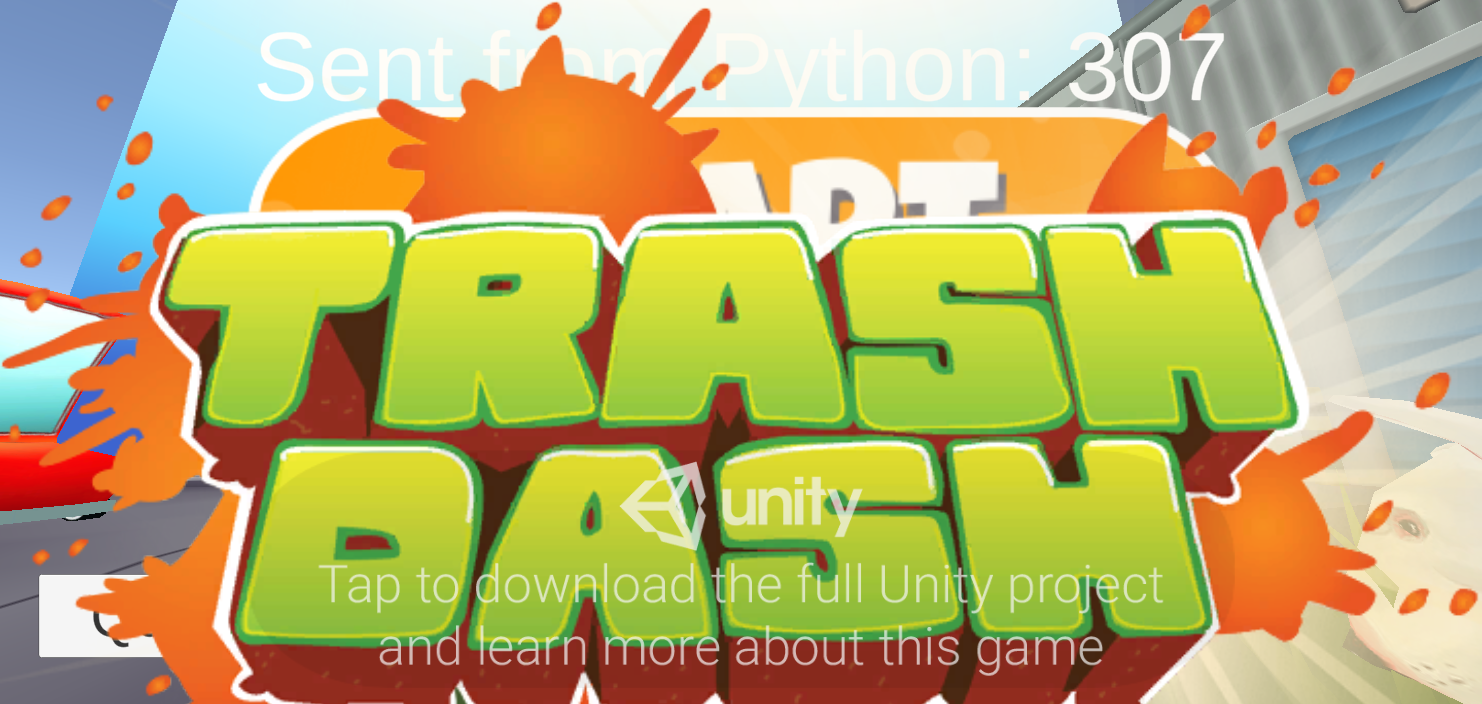 Sent from Python: 307
TRASH
DASH
unity
Tap to download the full Unity project
and learn more about this game